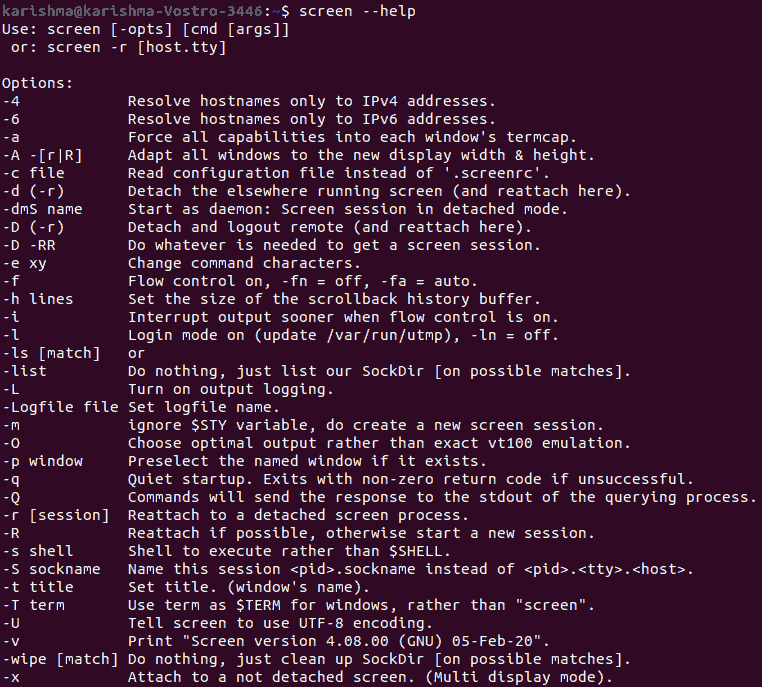 karishma@karishma-Vostro-3446:~$ screen --help
Use: screen [-opts] [cmd [args]]
 or: screen -r [host.tty]

Options:
-4            Resolve hostnames only to IPv4 addresses.
-6            Resolve hostnames only to IPv6 addresses.
-a            Force all capabilities into each window's termcap.
-A -[r|R]     Adapt all windows to the new display width & height.
-c file       Read configuration file instead of '.screenrc'.
-d (-r)       Detach the elsewhere running screen (and reattach here).
-dmS name     Start as daemon: Screen session in detached mode.
-D (-r)       Detach and logout remote (and reattach here).
-D -RR        Do whatever is needed to get a screen session.
-e xy         Change command characters.
-f            Flow control on, -fn = off, -fa = auto.
-h lines      Set the size of the scrollback history buffer.
-i            Interrupt output sooner when flow control is on.
-l            Login mode on (update /var/run/utmp), -ln = off.
-ls [match]   or
-list         Do nothing, just list our SockDir [on possible matches].
-L            Turn on output logging.
-Logfile file Set logfile name.
-m            ignore $STY variable, do create a new screen session.
-O            Choose optimal output rather than exact vt100 emulation.
-p window     Preselect the named window if it exists.
-q            Quiet startup. Exits with non-zero return code if unsuccessful.
-Q            Commands will send the response to the stdout of the querying process.
-r [session]  Reattach to a detached screen process.
-R            Reattach if possible, otherwise start a new session.
-s shell      Shell to execute rather than $SHELL.
-S sockname   Name this session <pid>.sockname instead of <pid>.<tty>.<host>.
-t title      Set title. (window's name).
-T term       Use term as $TERM for windows, rather than "screen".
-U            Tell screen to use UTF-8 encoding.
-v            Print "Screen version 4.08.00 (GNU) 05-Feb-20".
-wipe [match] Do nothing, just clean up SockDir [on possible matches].
-x            Attach to a not detached screen. (Multi display mode).